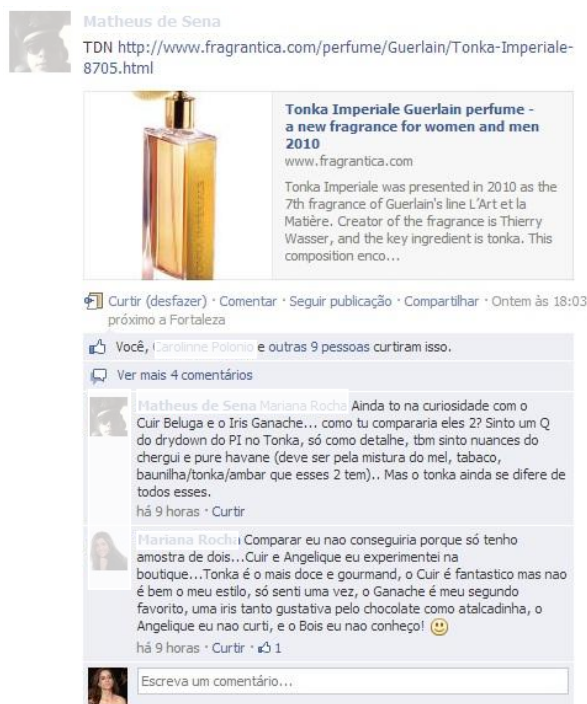 Matheus de Sena
TDN http://www.fragrantica.com/perfume/Guerlain/Tonka-Imperiale-
8705.html
Tonka Imperiale Guerlain perfume -
a new fragrance for women and men
2010
www.fragrantica.com
Tonka Imperiale was presented in 2010 as the
7th fragrance of Guerlain's line L'Art et la
Matière. Creator of the fragrance is Thierry
Wasser, and the key ingredient is tonka. This
composition enco...
Curtir (desfazer) · Comentar · Seguir publicação · Compartilhar · Ontem às 18:03
próximo a Fortaleza
Você, Carolinne Polonio e outras 9 pessoas curtiram isso.
Ver mais 4 comentários
Matheus de Sena Mariana Rocha Ainda to na curiosidade com o
Cuir Beluga e o Iris Ganache... como tu compararia eles 2? Sinto um Q
do drydown do PI no Tonka, só como detalhe, tbm sinto nuances do
chergui e pure havane (deve ser pela mistura do mel, tabaco,
baunilha/tonka/ambar que esses 2 tem).. Mas o tonka ainda se difere de
todos esses.
há 9 horas · Curtir
Mariana Rocha Comparar eu nao conseguiria porque só tenho
amostra de dois...Cuir e Angelique eu experimentei na
boutique...Tonka é o mais doce e gourmand, o Cuir é fantastico mas nao
é bem o meu estilo, só senti uma vez, o Ganache é meu segundo
favorito, uma iris tanto gustativa pelo chocolate como atalcadinha, o
Angelique eu nao curti, e o Bois eu nao conheço!
há 9 horas · Curtir · 1
Escreva um comentário...